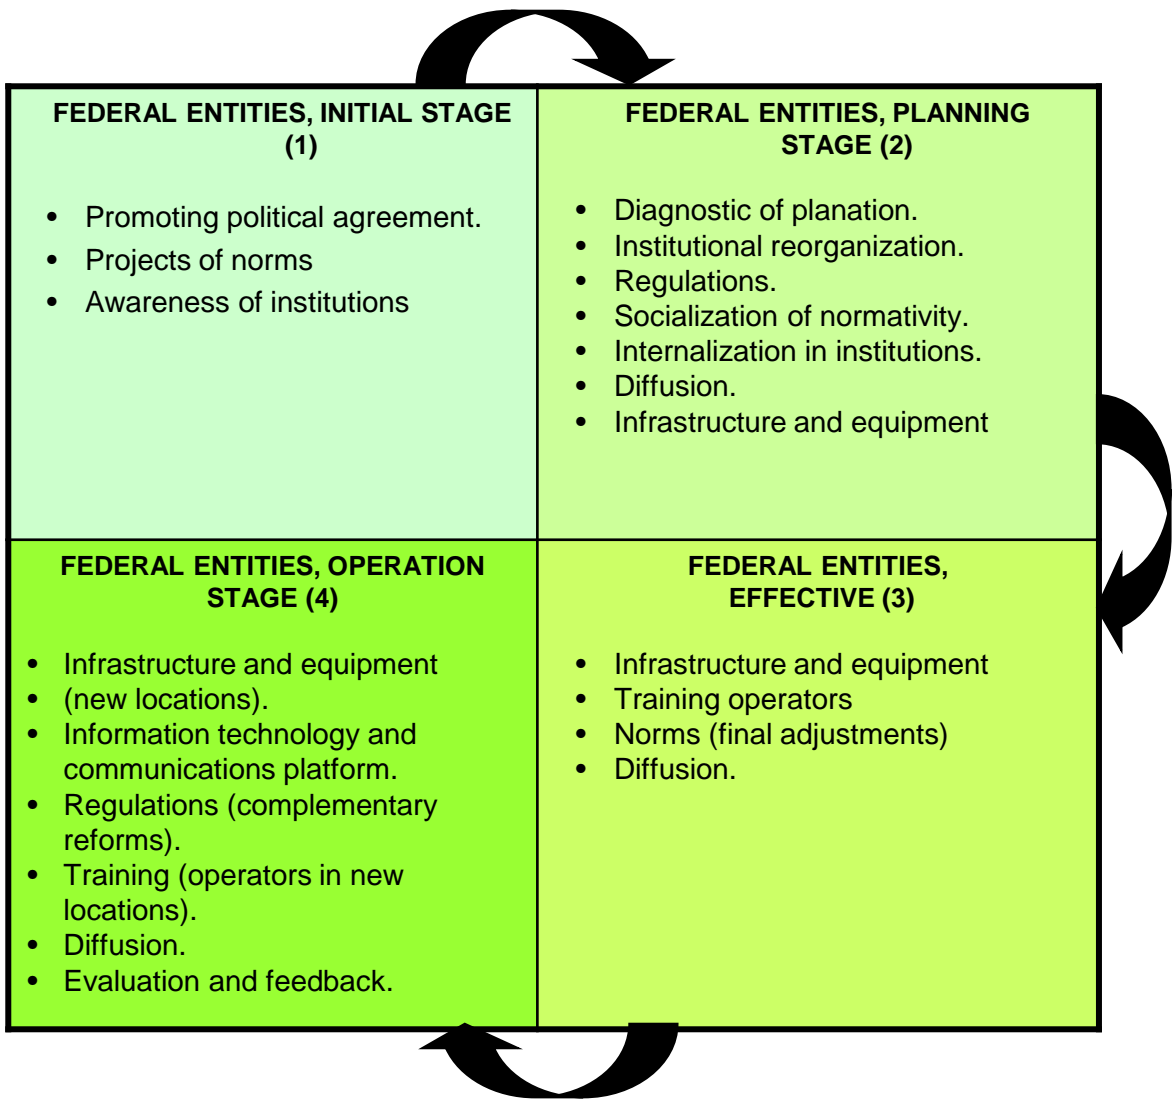 FEDERAL ENTITIES, INITIAL STAGE
(1)
• Promoting political agreement.
• Projects of norms
• Awareness of institutions
FEDERAL ENTITIES, PLANNING
STAGE (2)
• Diagnostic of planation.
• Institutional reorganization.
• Regulations.
• Socialization of normativity.
• Internalization in institutions.
• Diffusion.
• Infrastructure and equipment
FEDERAL ENTITIES, OPERATION
STAGE (4)
• Infrastructure and equipment
• (new locations).
• Information technology and
communications platform.
• Regulations (complementary
reforms).
• Training (operators in new
locations).
• Diffusion.
• Evaluation and feedback.
FEDERAL ENTITIES,
EFFECTIVE (3)
• Infrastructure and equipment
• Training operators
• Norms (final adjustments)
• Diffusion.